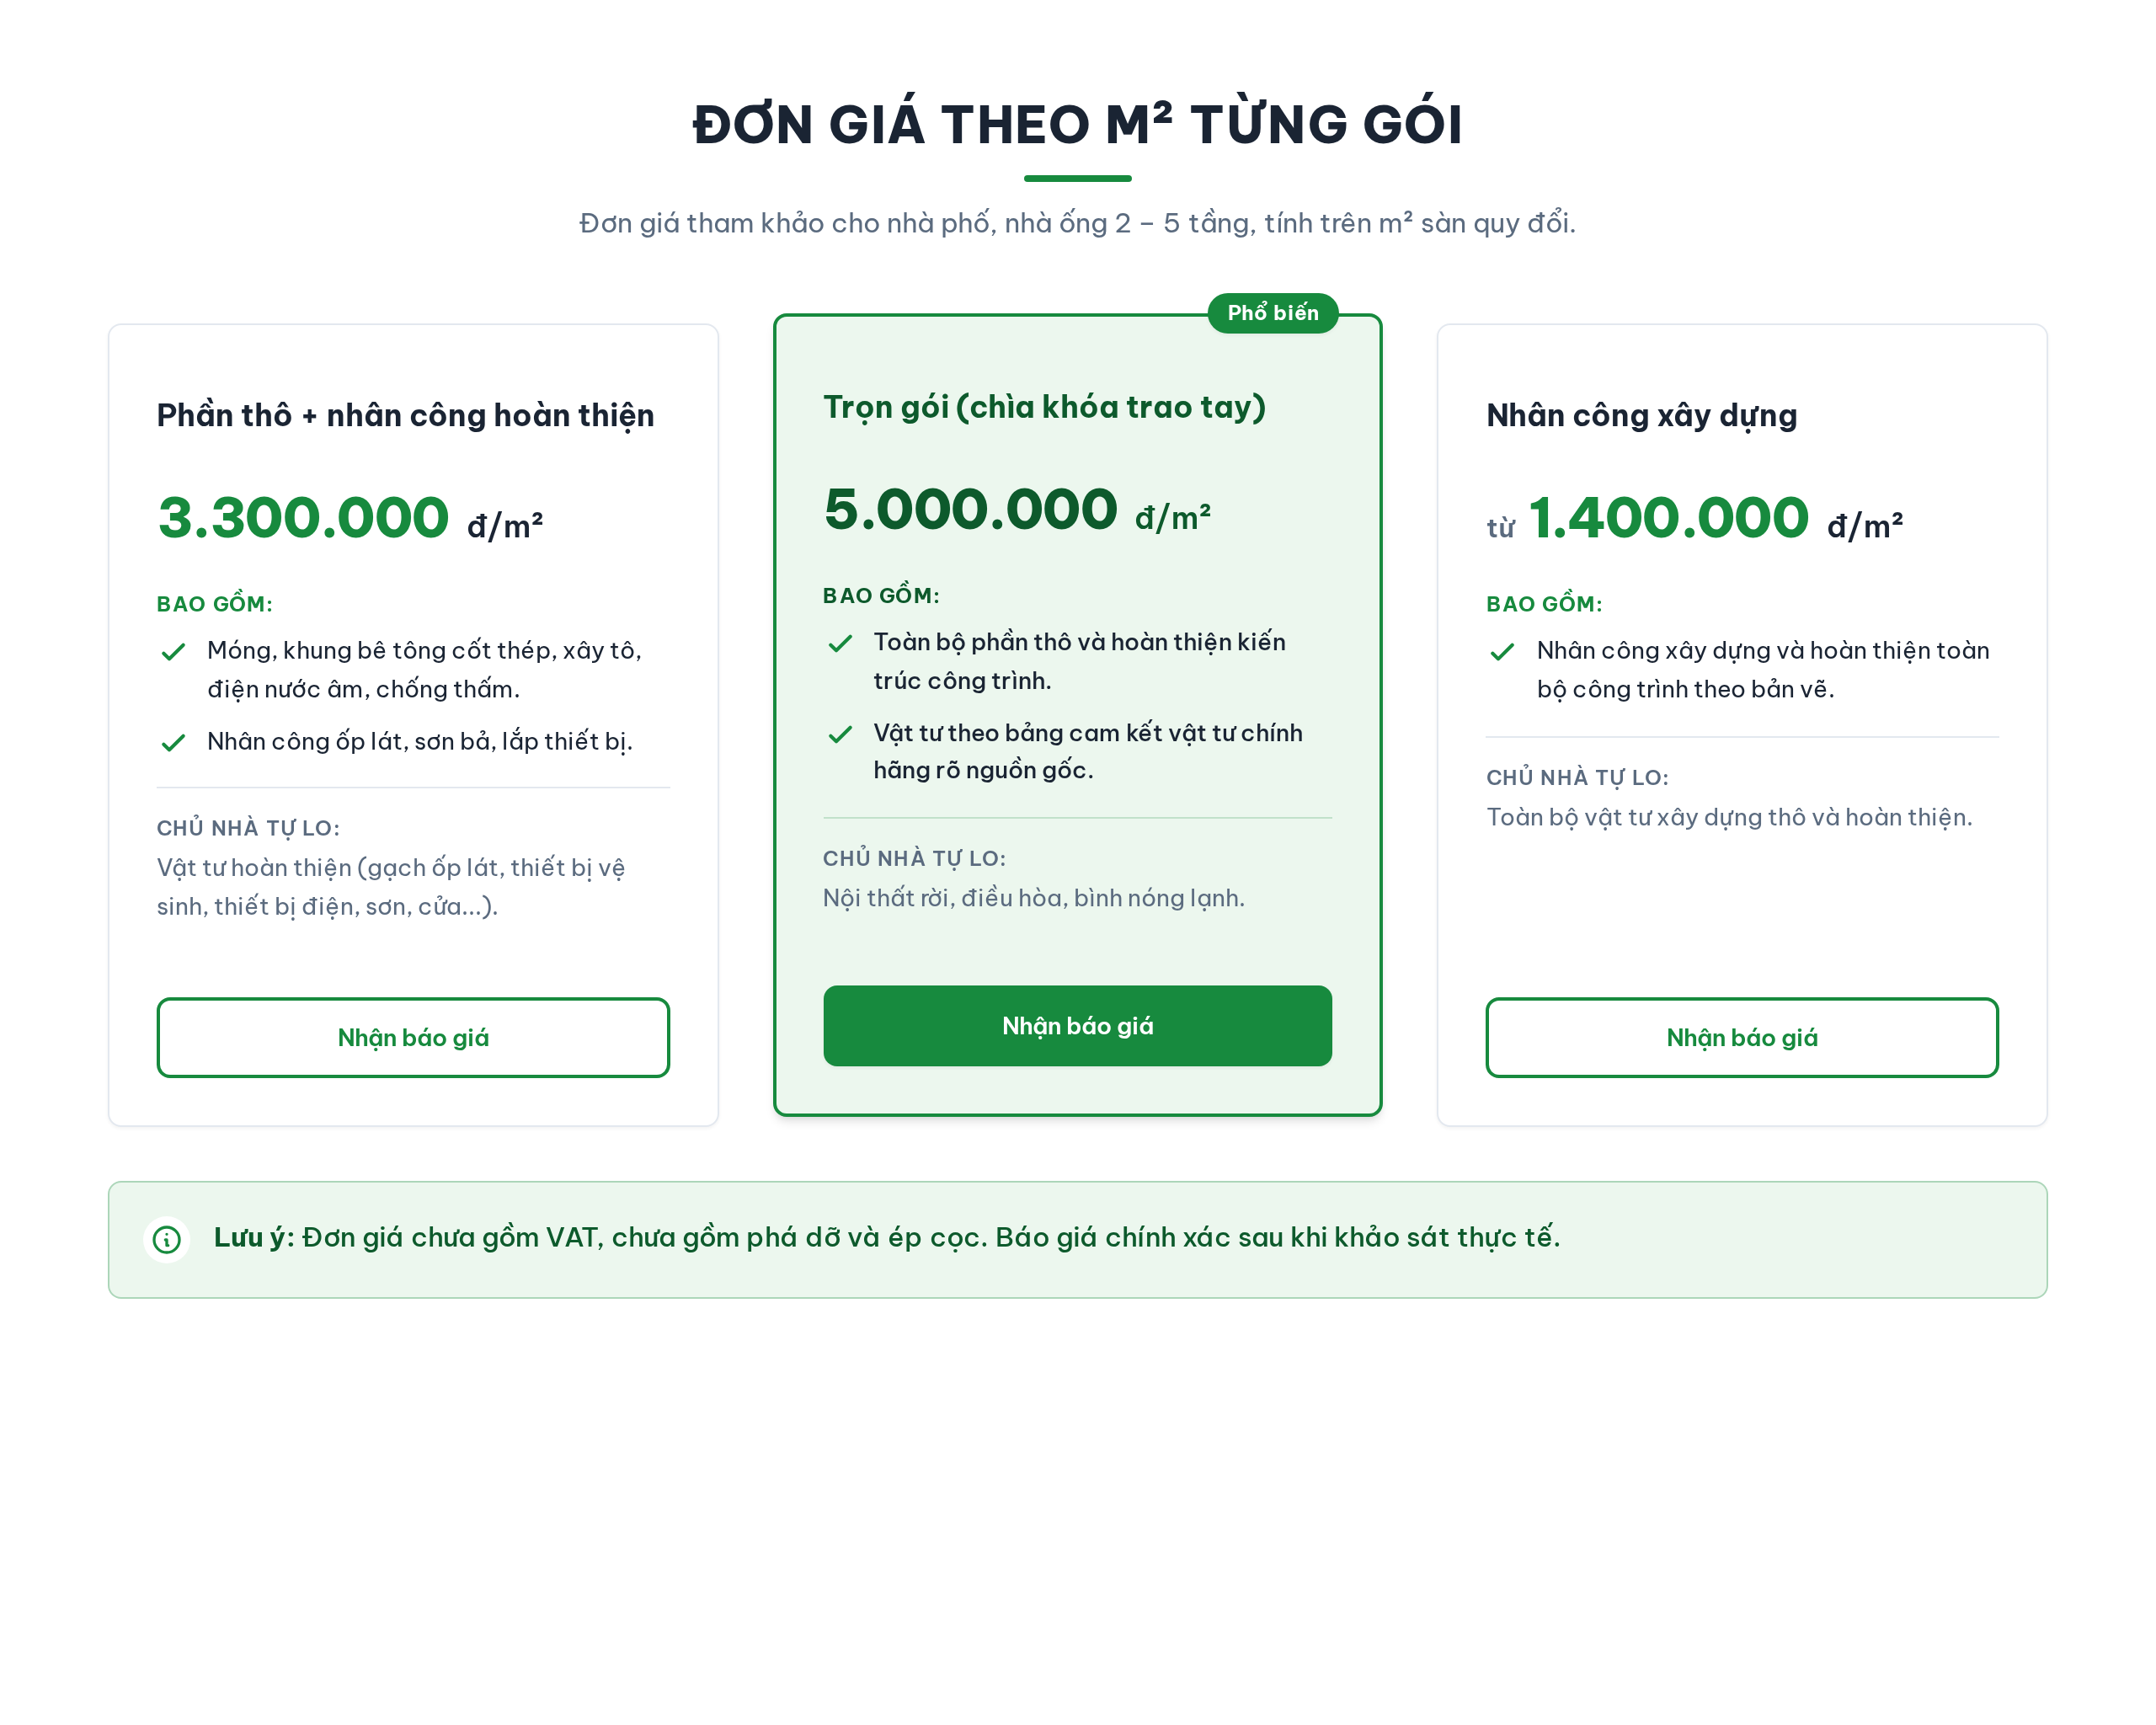 ĐƠN GIÁ THEO M² TỪNG GÓI
Đơn giá tham khảo cho nhà phố, nhà ống 2 – 5 tầng, tính trên m² sàn quy đổi.
Phần thô + nhân công hoàn thiện
3.300.000 đ/m²
BAO GỒM:
Móng, khung bê tông cốt thép, xây tô,
điện nước âm, chống thấm.
Nhân công ốp lát, sơn bả, lắp thiết bị.
CHỦ NHÀ TỰ LO:
Vật tư hoàn thiện (gạch ốp lát, thiết bị vệ
sinh, thiết bị điện, sơn, cửa...).
Nhận báo giá
Phổ biến
Trọn gói (chìa khóa trao tay)
5.000.000 đ/m²
BAO GỒM:
Toàn bộ phần thô và hoàn thiện kiến
trúc công trình.
Vật tư theo bảng cam kết vật tư chính
hãng rõ nguồn gốc.
CHỦ NHÀ TỰ LO:
Nội thất rời, điều hòa, bình nóng lạnh.
Nhận báo giá
Nhân công xây dựng
từ 1.400.000 đ/m²
BAO GỒM:
Nhân công xây dựng và hoàn thiện toàn
bộ công trình theo bản vẽ.
CHỦ NHÀ TỰ LO:
Toàn bộ vật tư xây dựng thô và hoàn thiện.
Nhận báo giá
Lưu ý: Đơn giá chưa gồm VAT, chưa gồm phá dỡ và ép cọc. Báo giá chính xác sau khi khảo sát thực tế.